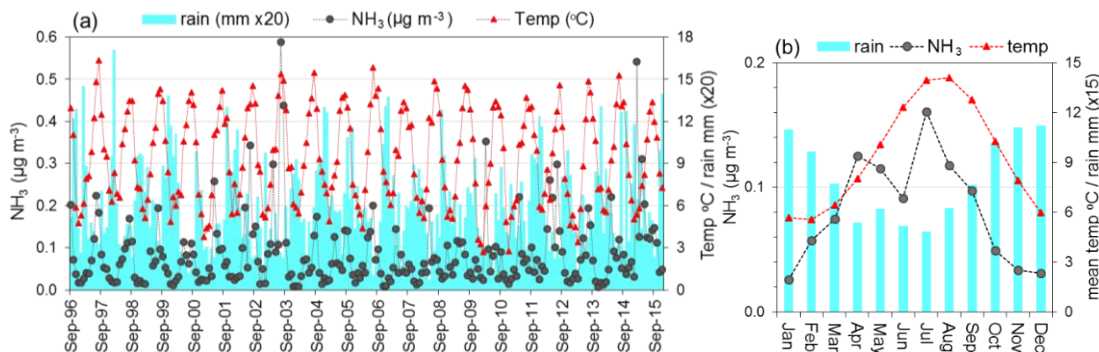 (a) rain (mm x20) NH₃ (µg m⁻³) Temp (ºC)
NH₃ (µg m⁻³)
0.6
0.5
0.4
0.3
0.2
0.1
0.0
18
15
12
9
6
3
0
Temp ºC / rain mm (x20)
Sep-96
Sep-97
Sep-98
Sep-99
Sep-00
Sep-01
Sep-02
Sep-03
Sep-04
Sep-05
Sep-06
Sep-07
Sep-08
Sep-09
Sep-10
Sep-11
Sep-12
Sep-13
Sep-14
Sep-15
(b) rain NH₃ temp
NH₃ (µg m⁻³)
0.2
0.1
0.0
15
12
9
6
3
0
mean temp ºC / rain mm (x15)
Jan
Feb
Mar
Apr
May
Jun
Jul
Aug
Sep
Oct
Nov
Dec